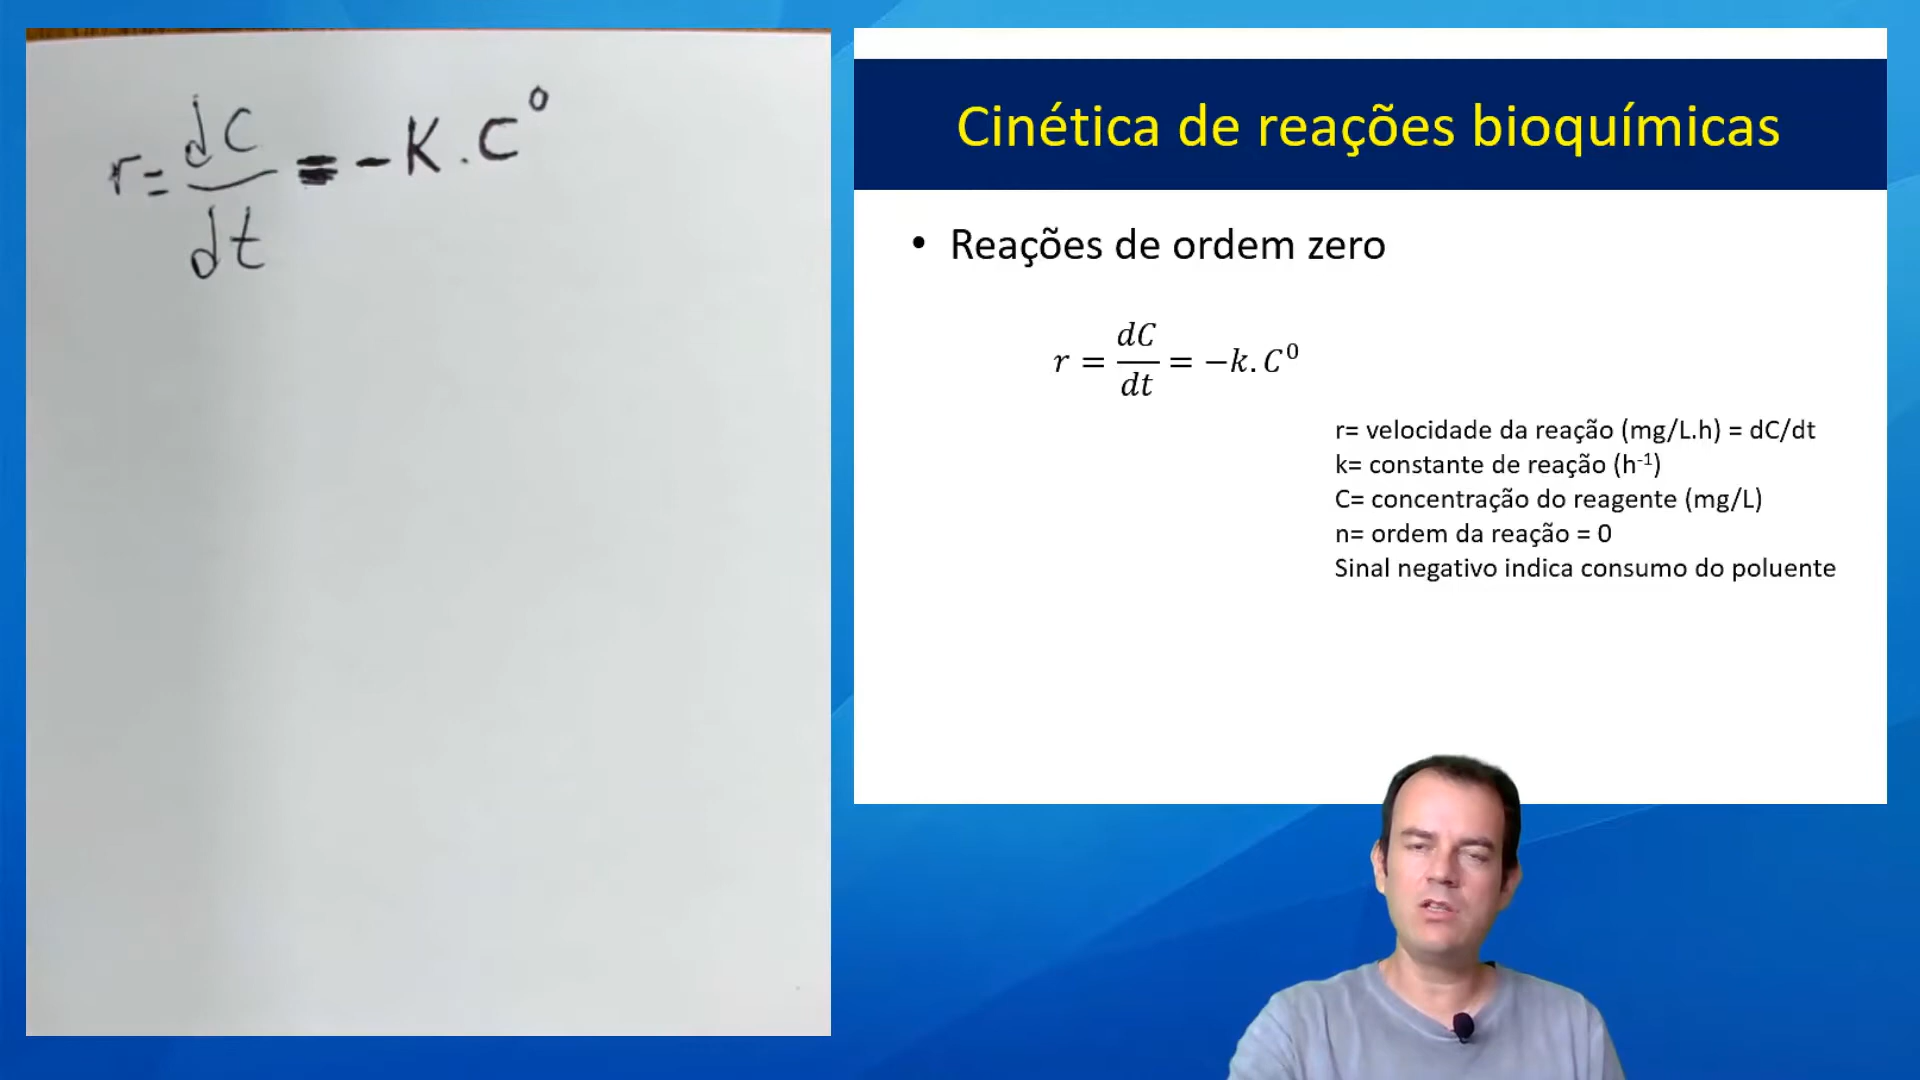 r = dC/dt = -K.C⁰
Cinética de reações bioquímicas
• Reações de ordem zero
r = dC/dt = −k.C⁰
r= velocidade da reação (mg/L.h) = dC/dt
k= constante de reação (h⁻¹)
C= concentração do reagente (mg/L)
n= ordem da reação = 0
Sinal negativo indica consumo do poluente